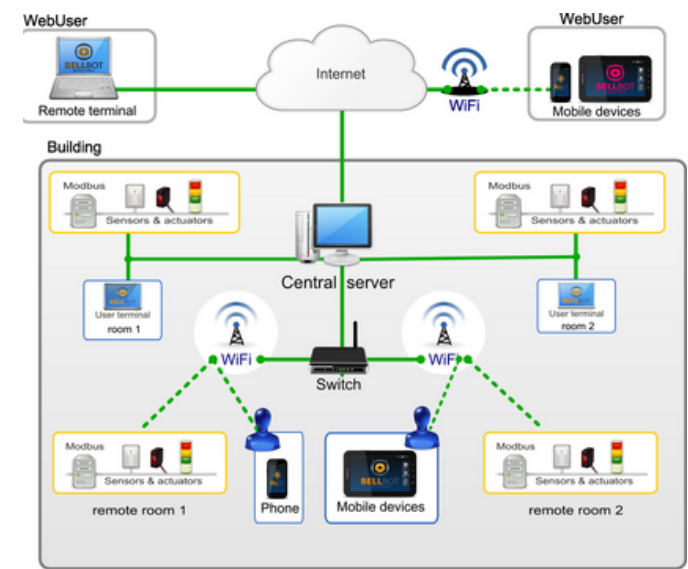 WebUser
WebUser
BELLBOT
Internet
BELLBOT
WiFi
Remote terminal
Mobile devices
Building
Modbus
Sensors & actuators
Modbus
Sensors & actuators
Central server
User terminal
room 1
User terminal
room 2
WiFi
WiFi
Switch
Modbus
Sensors & actuators
remote room 1
Phone
BELLBOT
Mobile devices
Modbus
Sensors & actuators
remote room 2